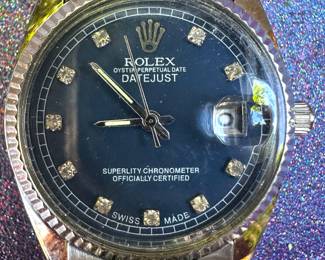 ROLEX
OYSTER PERPETUAL DATE
DATEJUST
SUPERLITY CHRONOMETER
OFFICIALLY CERTIFIED
SWISS MADE